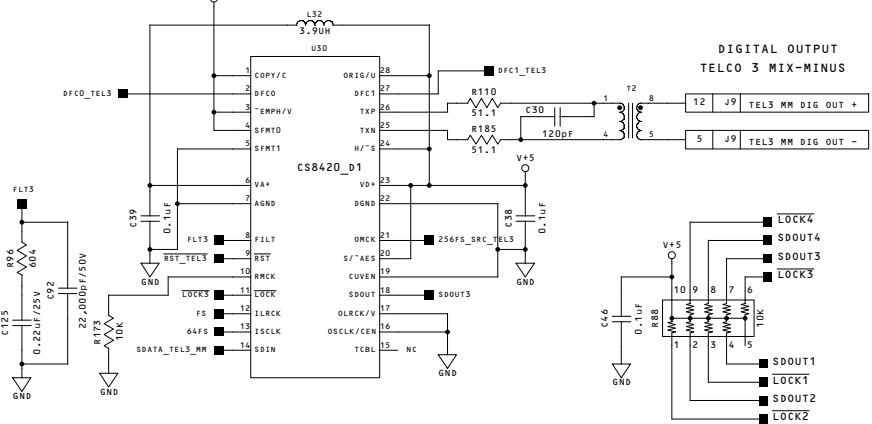 L32
3.9UH
U30
1 COPY/C ORIG/U 28
2 DFC0 DFC1 27
3 ~EMPH/V TXP 26
4 SFMT0 TXN 25
5 SFMT1 H/~S 24
CS8420_D1
6 VA+ VD+ 23
7 AGND DGND 22
8 FILT OMCK 21
9 RST S/~AES 20
10 RMCK CUVEN 19
11 LOCK SDOUT 18
12 ILRCK OLRCK/V 17
13 ISCLK OSCLK/CEN 16
14 SDIN TCBL 15 NC
DFC0_TEL3
DFC1_TEL3
R110
51.1
R185
51.1
C30
120pF
T2
1 8
4 5
DIGITAL OUTPUT
TELCO 3 MIX-MINUS
12 J9 TEL3 MM DIG OUT +
5 J9 TEL3 MM DIG OUT -
V+5
C39
0.1uF
GND
C38
0.1uF
GND
FLT3
R96
604
C125
0.22uF/25V
C92
22,000pF/50V
GND
R173
10K
GND
FLT3
RST_TEL3
LOCK3
FS
64FS
SDATA_TEL3_MM
256FS_SRC_TEL3
SDOUT3
GND
V+5
C46
0.1uF
GND
R88
10K
10 9 8 7 6
1 2 3 4 5
LOCK4
SDOUT4
SDOUT3
LOCK3
SDOUT1
LOCK1
SDOUT2
LOCK2